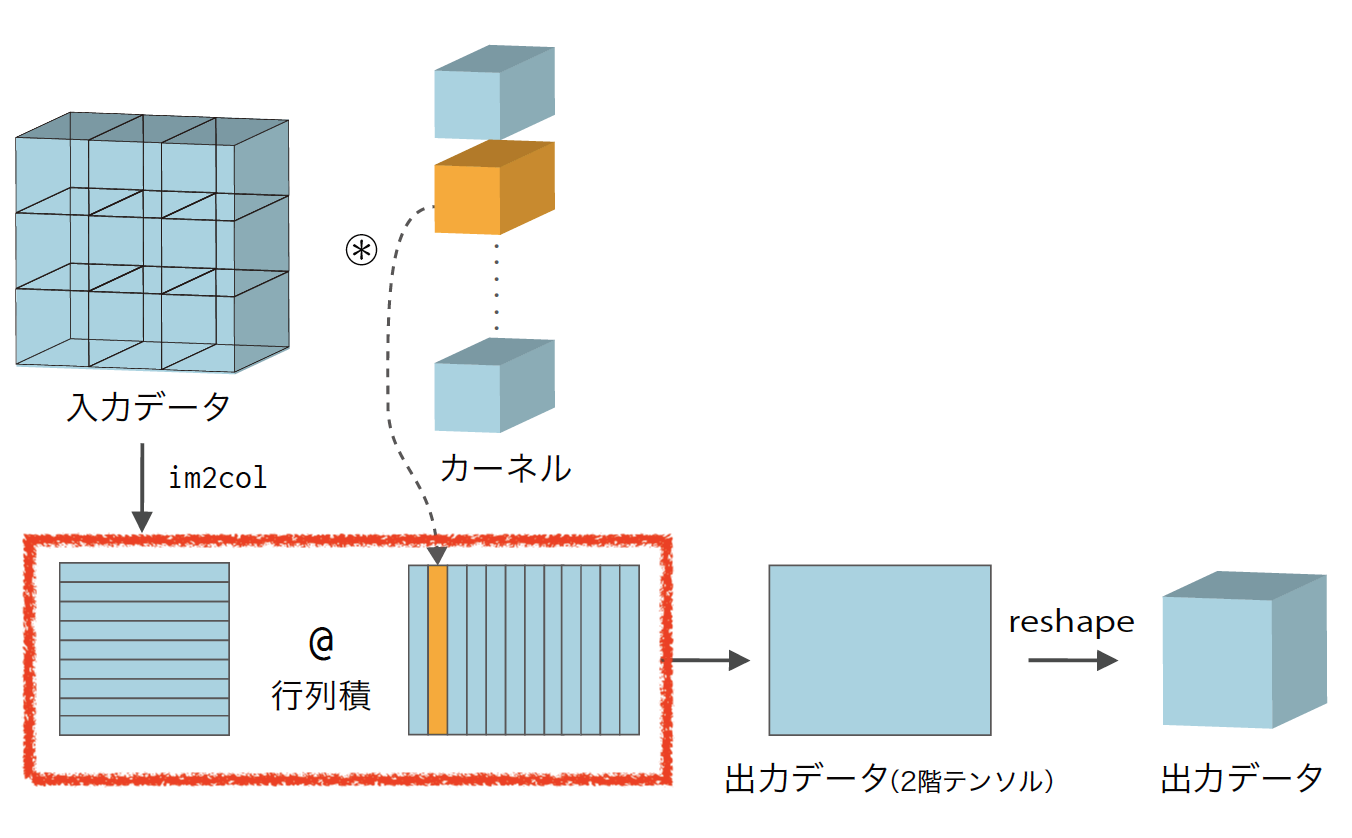 ⊛
入力データ
カーネル
im2col
@
行列積
reshape
出力データ(2階テンソル)
出力データ